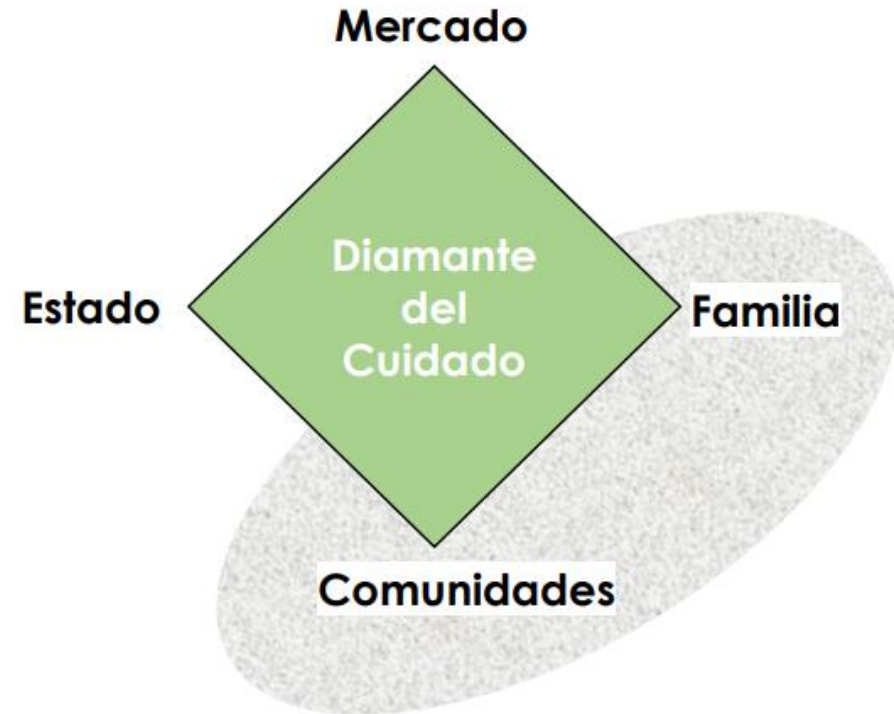 Mercado
Diamante
del
Cuidado
Estado
Familia
Comunidades